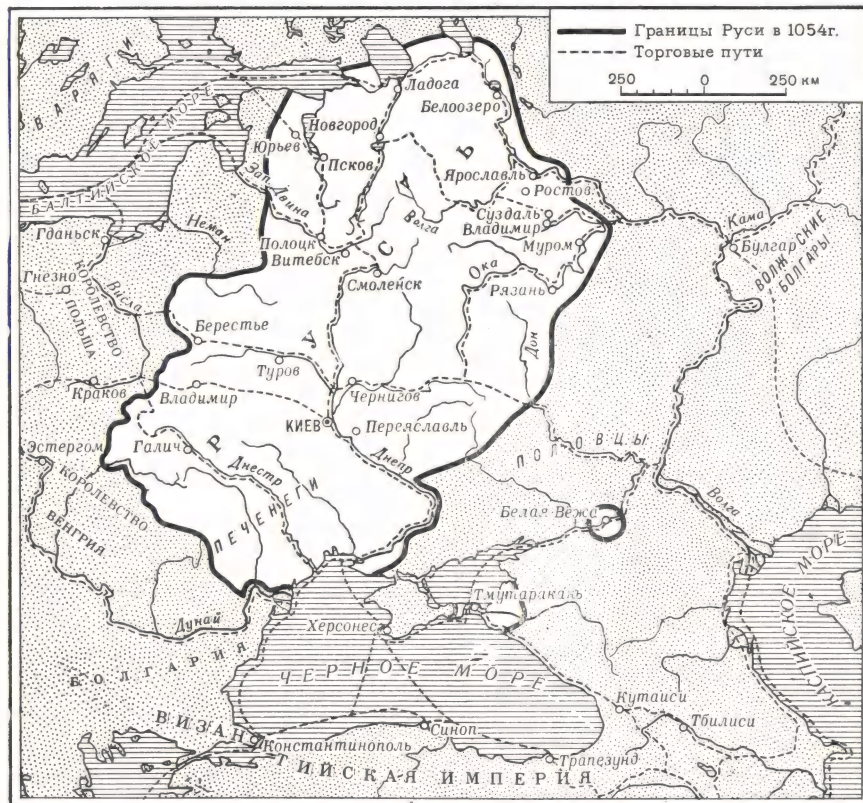 Границы Руси в 1054г.
Торговые пути
250 0 250 км
ВАРЯГИ
БАЛТИЙСКОЕ МОРЕ
Ладога
Белоозеро
Новгород
Юрьев
Псков
Зап. Двина
Ярославль
Ростов
Суздаль
Владимир
Волга
Муром
Кама
Булгар
ВОЛЖСКИЕ
БОЛГАРЫ
Гданьск
Неман
Полоцк
Витебск
Смоленск
Ока
Рязань
Гнезно
Висла
КОРОЛЕВСТВО
ПОЛЬША
РУСЬ
Берестье
Туров
Дон
Краков
Владимир
Чернигов
КИЕВ
Переяславль
Эстергом
Галич
Днестр
Днепр
ПОЛОВЦЫ
КОРОЛЕВСТВО
ВЕНГРИЯ
ПЕЧЕНЕГИ
Белая Вежа
Волга
Дунай
Тмутаракань
Херсонес
КАСПИЙСКОЕ МОРЕ
БОЛГАРИЯ
ЧЕРНОЕ МОРЕ
Кутаиси
Тбилиси
ВИЗАНТИЙСКАЯ ИМПЕРИЯ
Константинополь
Синоп
Трапезунд